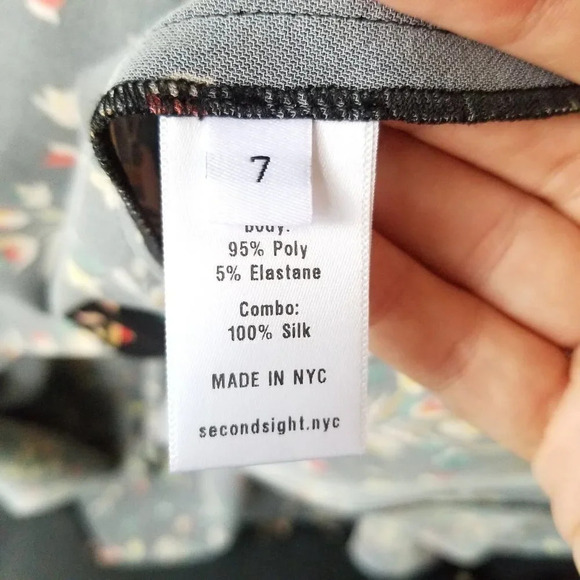 7
Body:
95% Poly
5% Elastane
Combo:
100% Silk
MADE IN NYC
secondsight.nyc